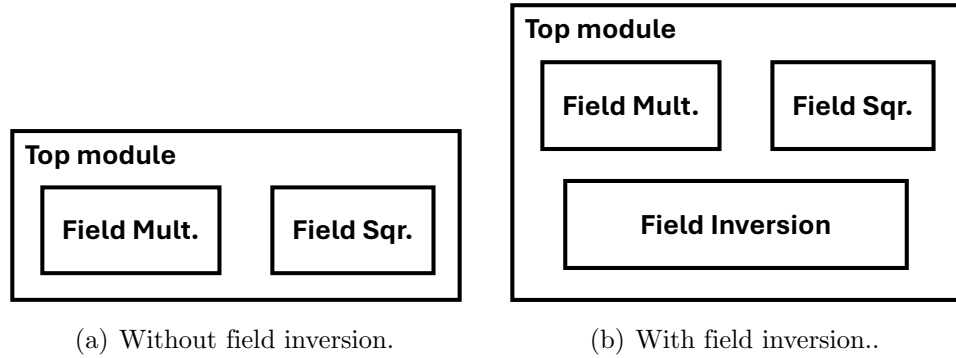 Top module
Field Mult.
Field Sqr.
(a) Without field inversion.
Top module
Field Mult.
Field Sqr.
Field Inversion
(b) With field inversion..